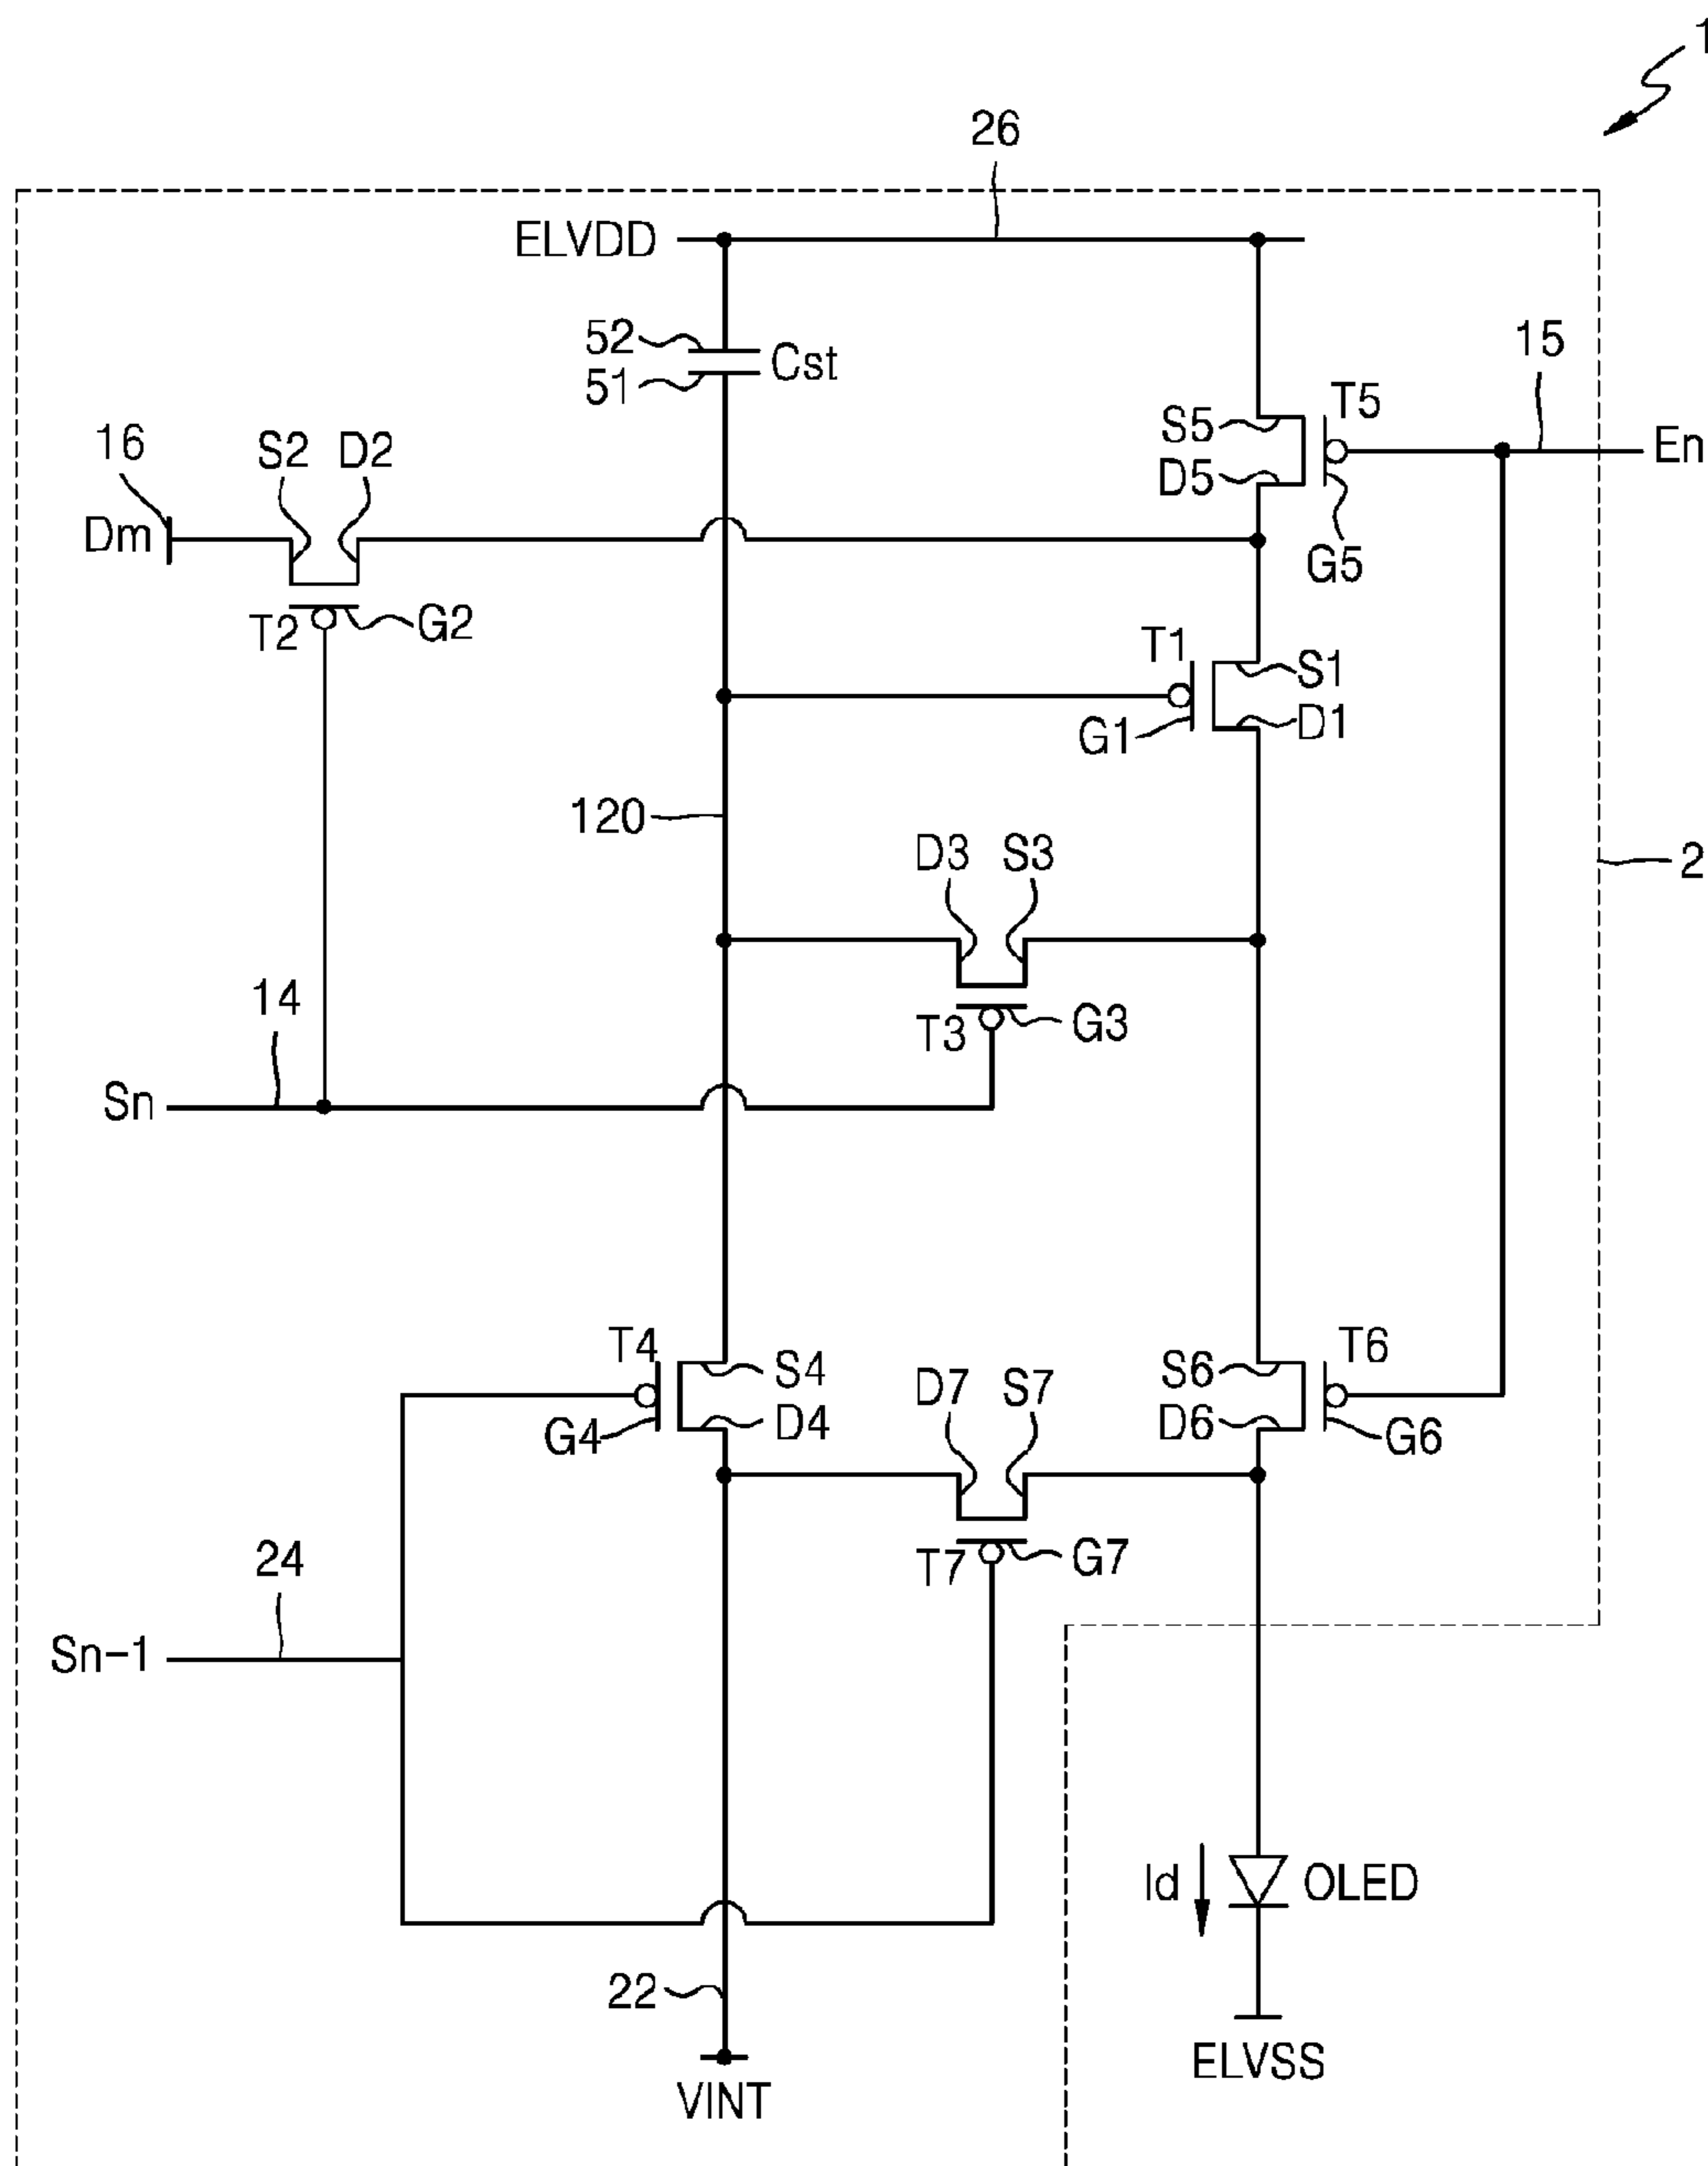 1
26
ELVDD
52
51
Cst
15
T5
S5
D5
En
16
S2 D2
Dm
G5
T2
G2
T1
S1
G1
D1
120
D3 S3
2
14
T3
G3
Sn
T4
S4
D7 S7
S6
T6
G4
D4
D6
G6
24
T7
G7
Sn-1
Id
OLED
22
ELVSS
VINT